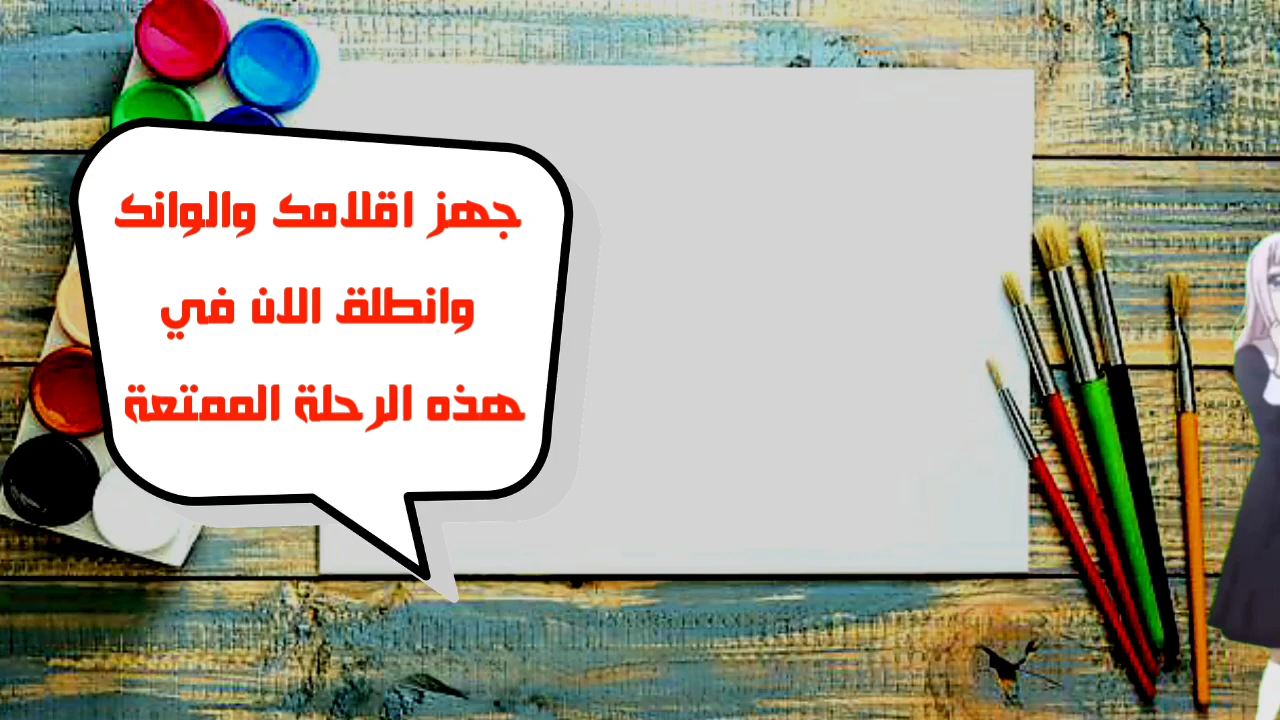 جهز اقلامك والوانك
وانطلق الان في
هذه الرحلة الممتعة